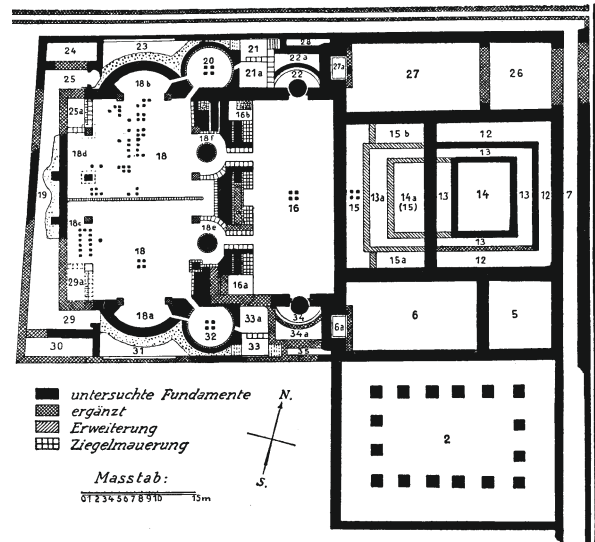 24 23 20 21 28
22a
27a 27 26
25 18b 21a 22
25a 16b
18f 15b 12
18d 18 13
19 16 15 13a 14a 13 14 13 12 7
(15)
18c 18e
18 13
29a 16a 15a 12
29 18a 32 33a 34 6a 6 5
34a
30 31 33 35
2
untersuchte Fundamente
ergänzt
Erweiterung
Ziegelmauerung
N.
S.
Masstab:
0 1 2 3 4 5 6 7 8 9 10 15m